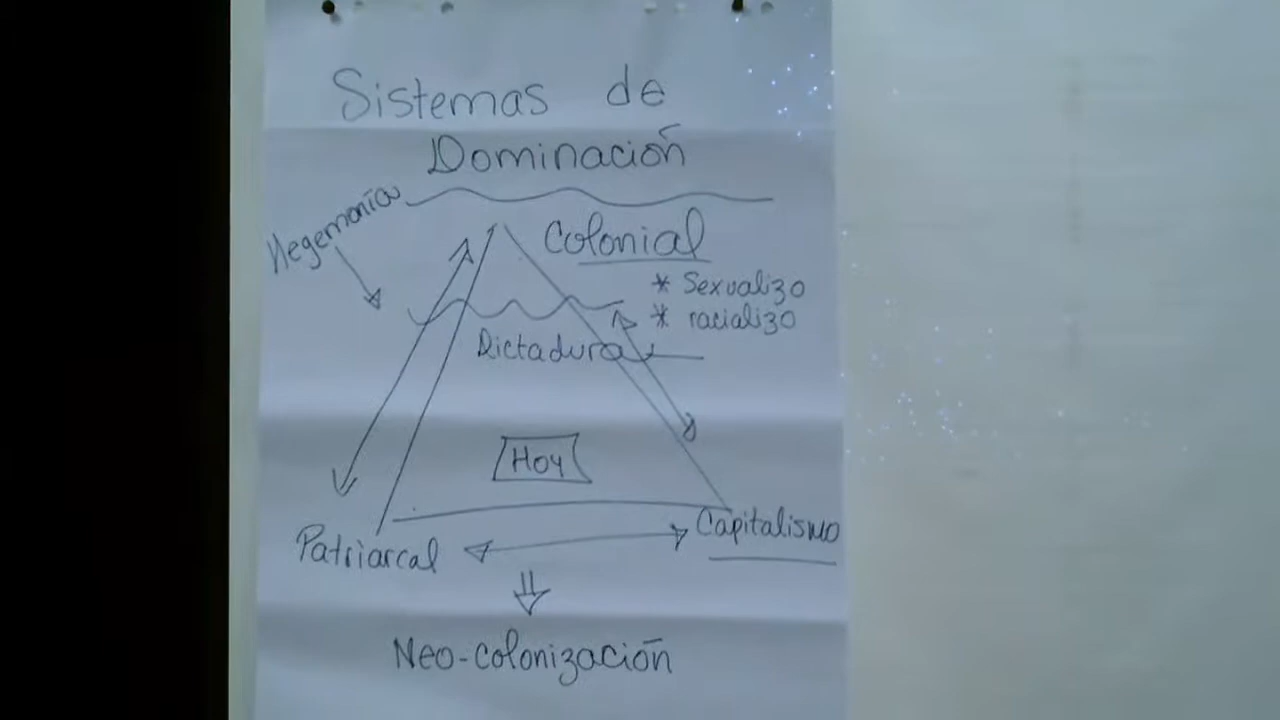 Sistemas de
Dominación
Hegemonía
Colonial
* Sexualizo
* racializo
Dictadura
Hoy
Patriarcal
Capitalismo
Neo-colonización